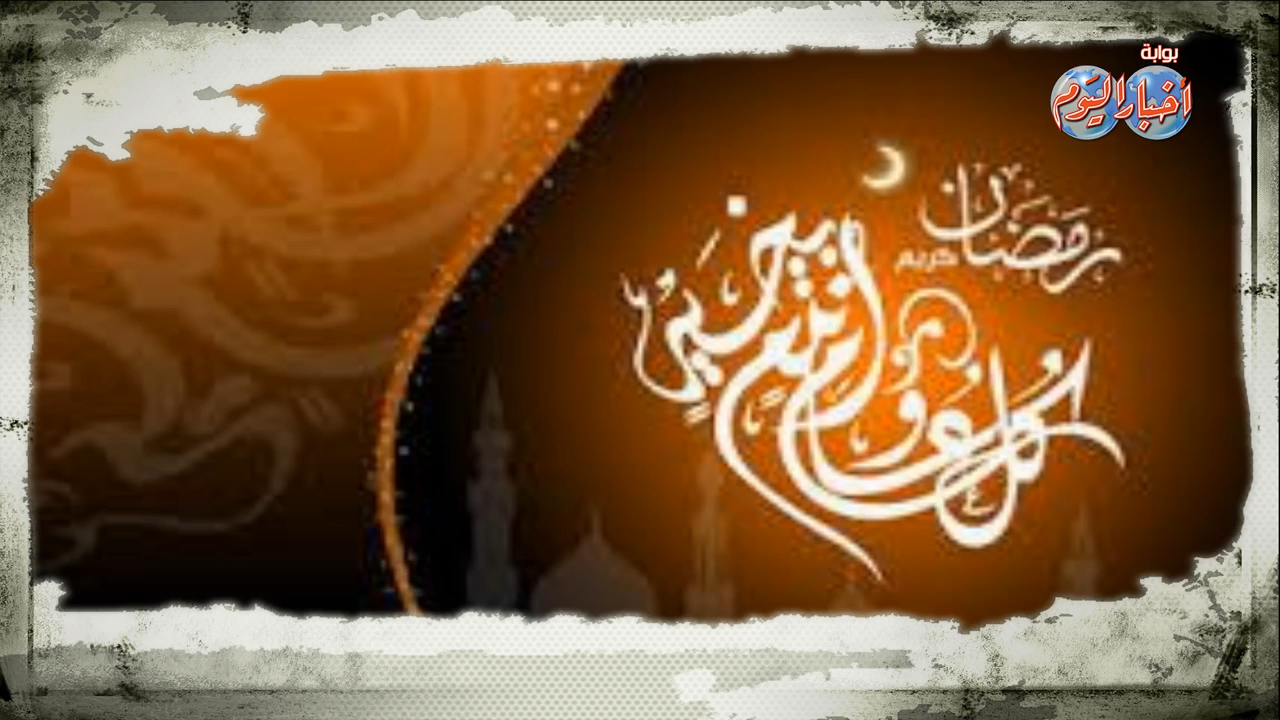 بوابة
أخبار اليوم
رمضان
كريم
كل عام وأنتم بخير